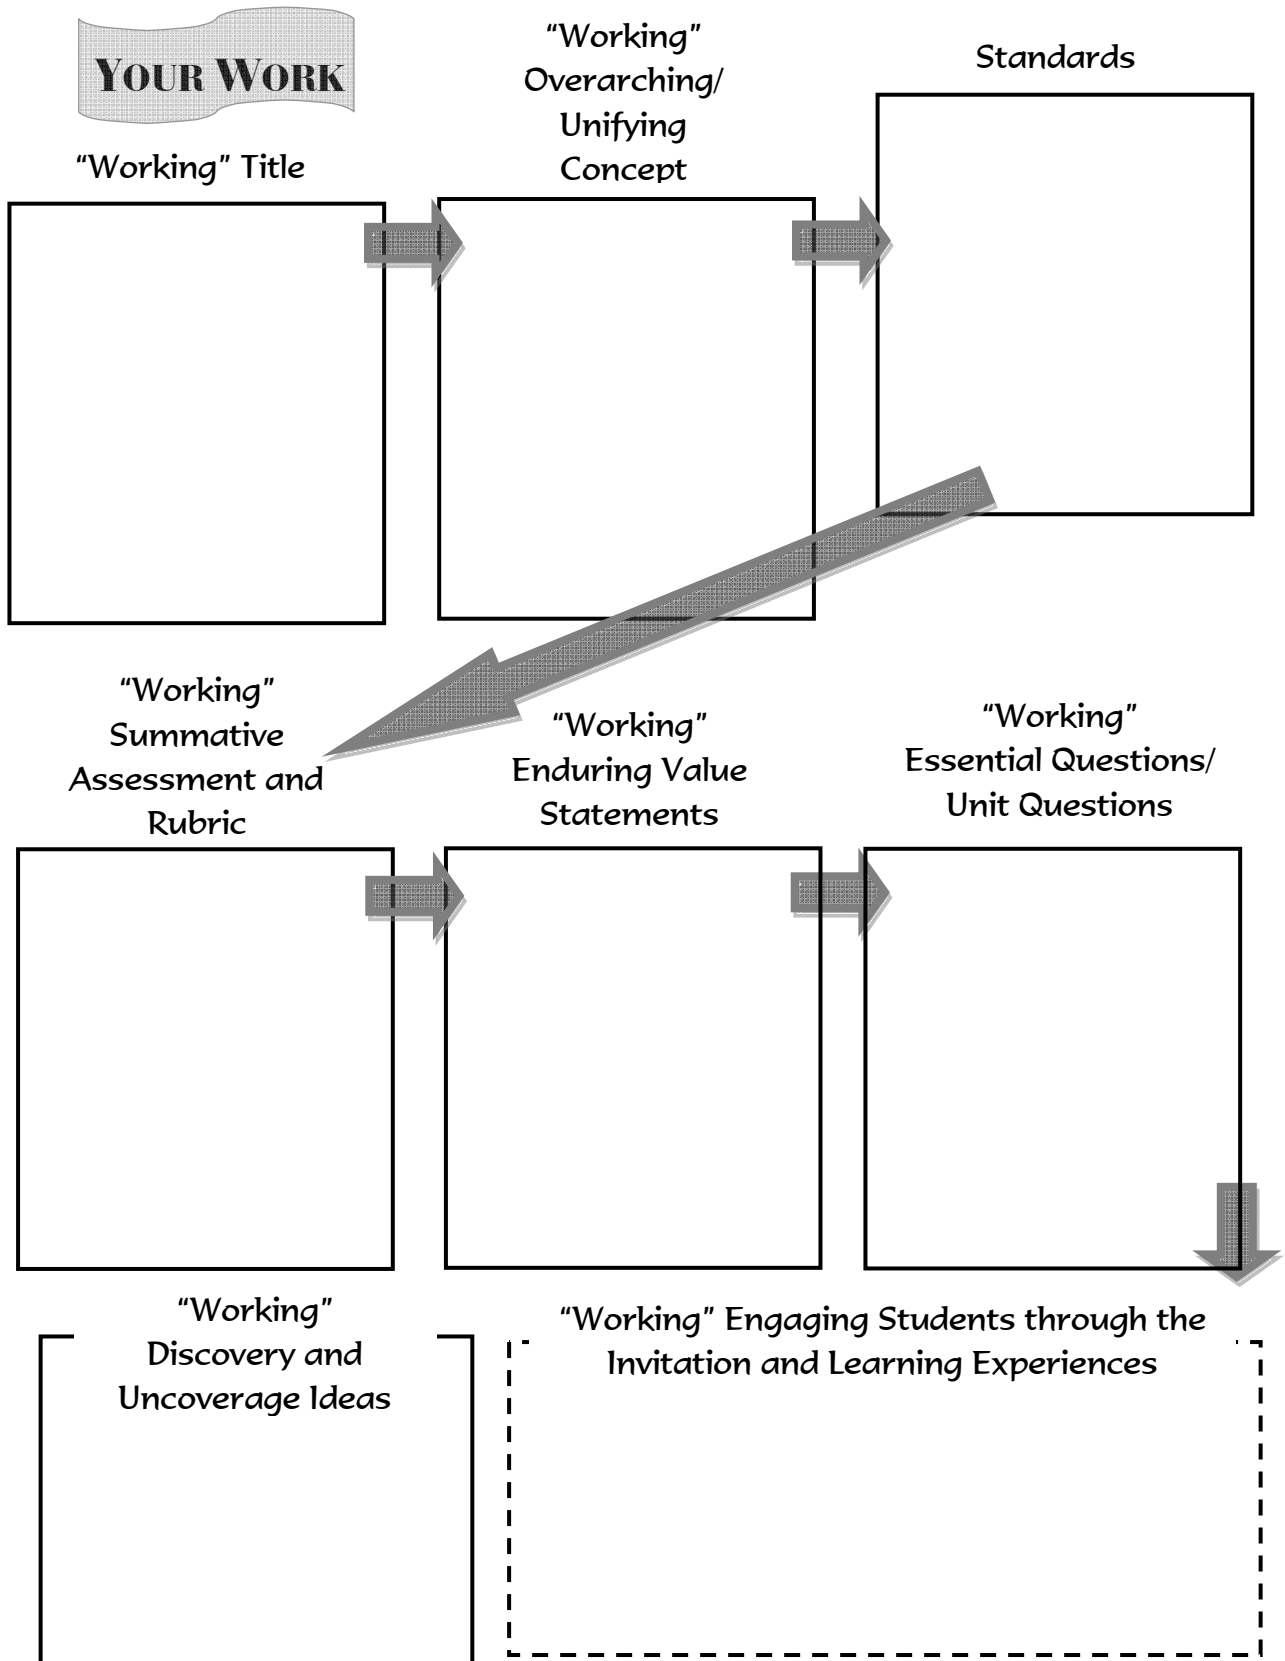 YOUR WORK
“Working” Title
“Working”
Overarching/
Unifying
Concept
Standards
“Working”
Summative
Assessment and
Rubric
“Working”
Enduring Value
Statements
“Working”
Essential Questions/
Unit Questions
“Working”
Discovery and
Uncoverage Ideas
“Working” Engaging Students through the
Invitation and Learning Experiences